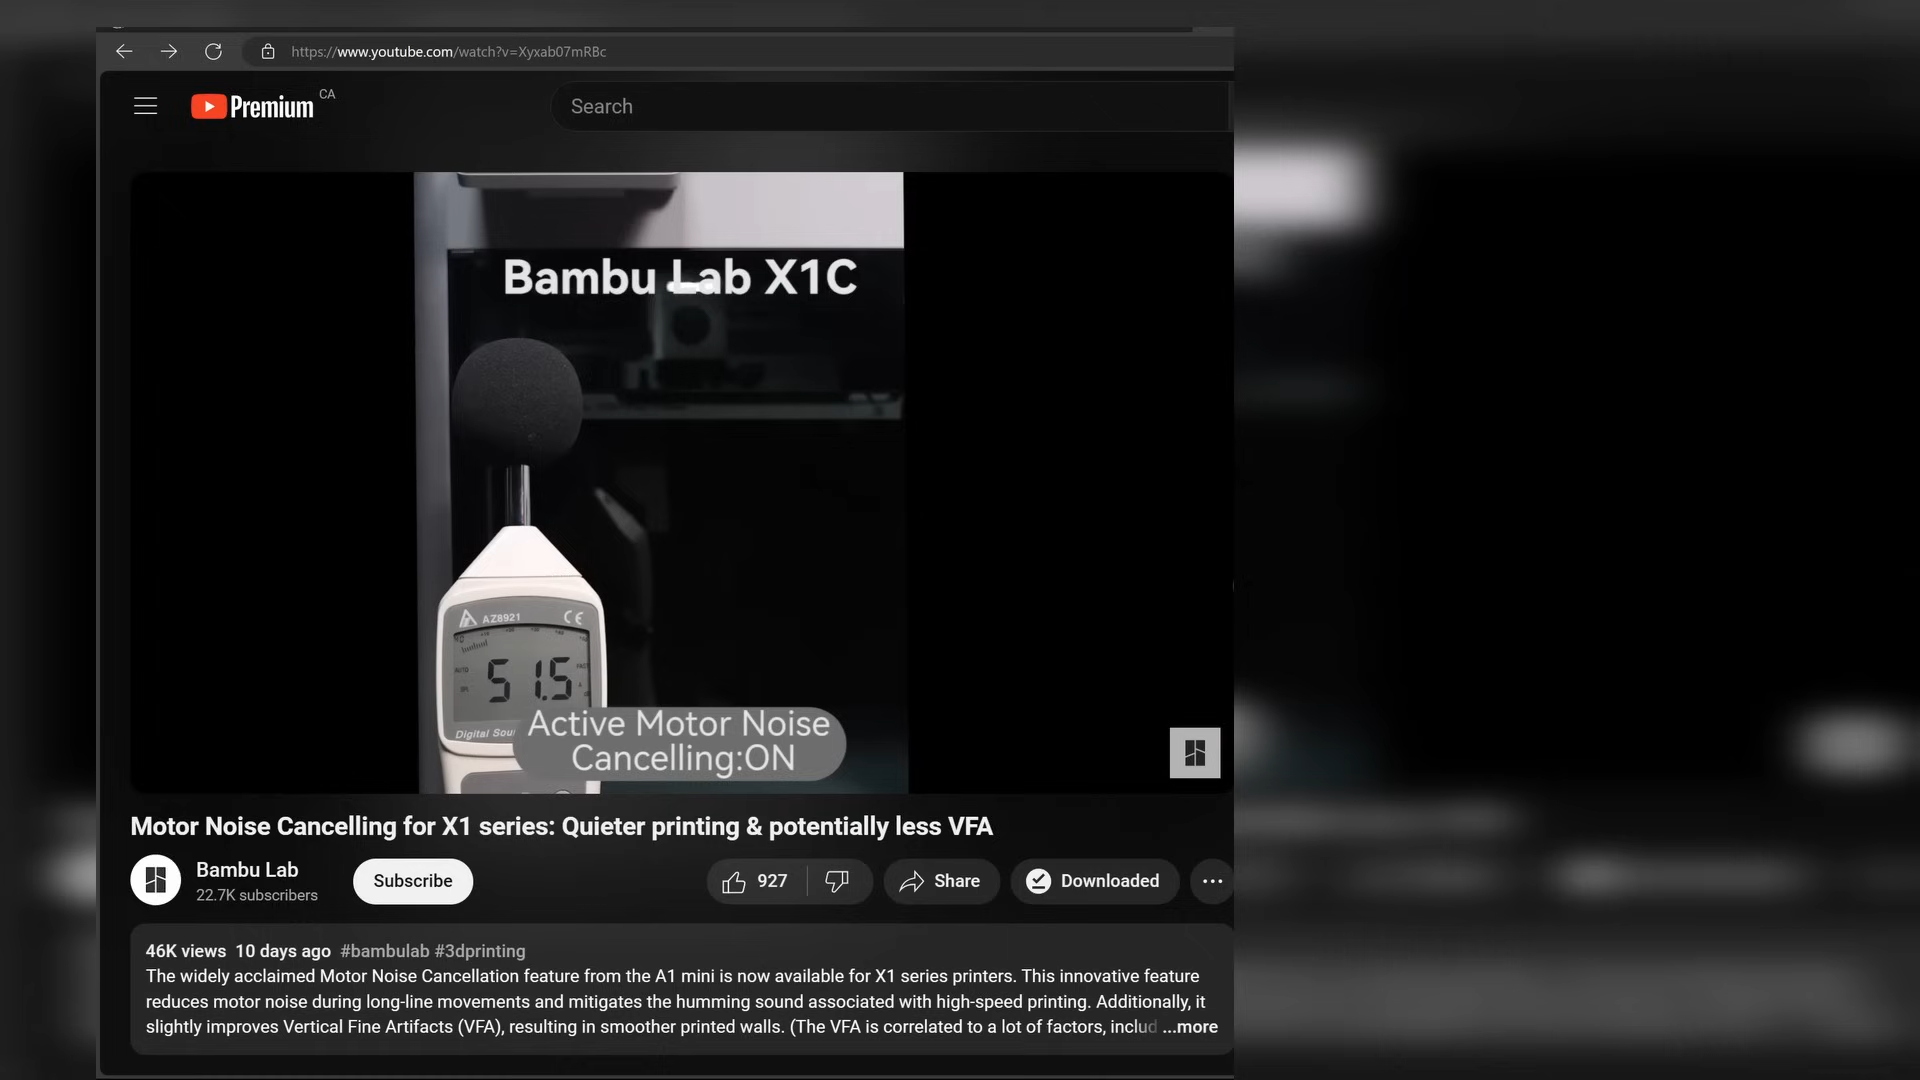 https://www.youtube.com/watch?v=Xyxab07mRBc
Premium CA
Search
Bambu Lab X1C
AZ8921 CE
AUTO
FAST
51.5
Digital Sou
Active Motor Noise
Cancelling:ON
Motor Noise Cancelling for X1 series: Quieter printing & potentially less VFA
Bambu Lab
22.7K subscribers
Subscribe
927
Share
Downloaded
46K views 10 days ago #bambulab #3dprinting
The widely acclaimed Motor Noise Cancellation feature from the A1 mini is now available for X1 series printers. This innovative feature
reduces motor noise during long-line movements and mitigates the humming sound associated with high-speed printing. Additionally, it
slightly improves Vertical Fine Artifacts (VFA), resulting in smoother printed walls. (The VFA is correlated to a lot of factors, includ ...more